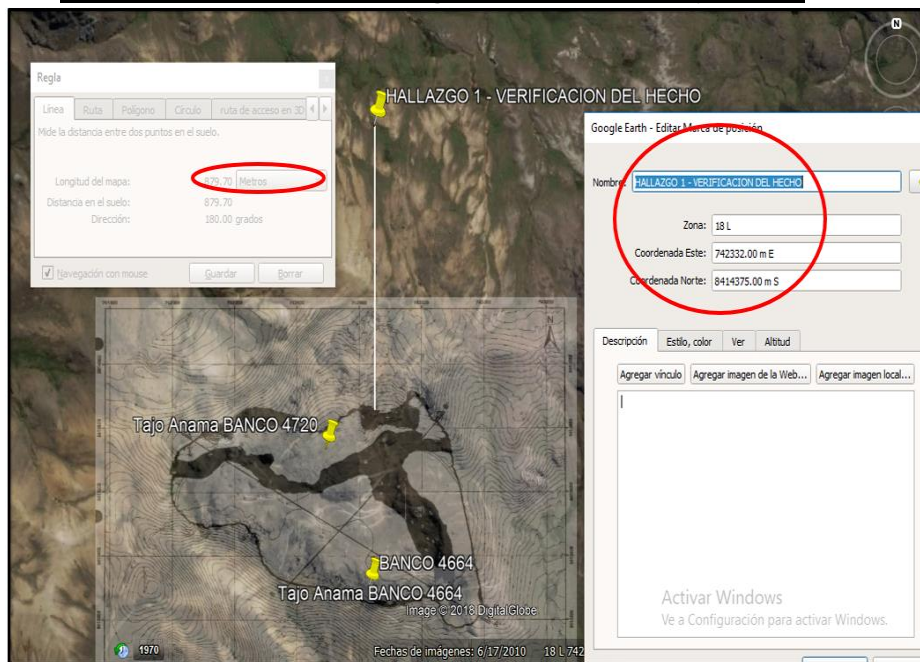 N
Regla
Línea Ruta Polígono Círculo ruta de acceso en 3D
Mide la distancia entre dos puntos en el suelo.
Longitud del mapa: 879.70 Metros
Distancia en el suelo: 879.70
Dirección: 180.00 grados
Navegación con mouse Guardar Borrar
HALLAZGO 1 - VERIFICACION DEL HECHO
Google Earth - Editar Marca de posición
Nombre: HALLAZGO 1 - VERIFICACION DEL HECHO
Zona: 18 L
Coordenada Este: 742332.00 m E
Coordenada Norte: 8414375.00 m S
Descripción Estilo, color Ver Altitud
Agregar vínculo Agregar imagen de la Web... Agregar imagen local...
N
Tajo Anama BANCO 4720
BANCO 4664
Tajo Anama BANCO 4664
Image © 2018 DigitalGlobe
Activar Windows
Ve a Configuración para activar Windows.
1970
Fechas de imágenes: 6/17/2010 18 L 742